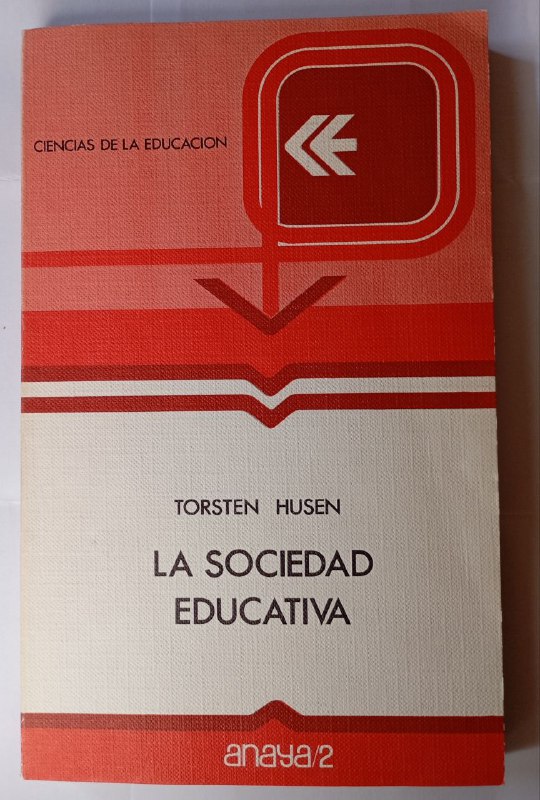 CIENCIAS DE LA EDUCACION
TORSTEN HUSEN
LA SOCIEDAD
EDUCATIVA
anaya/2